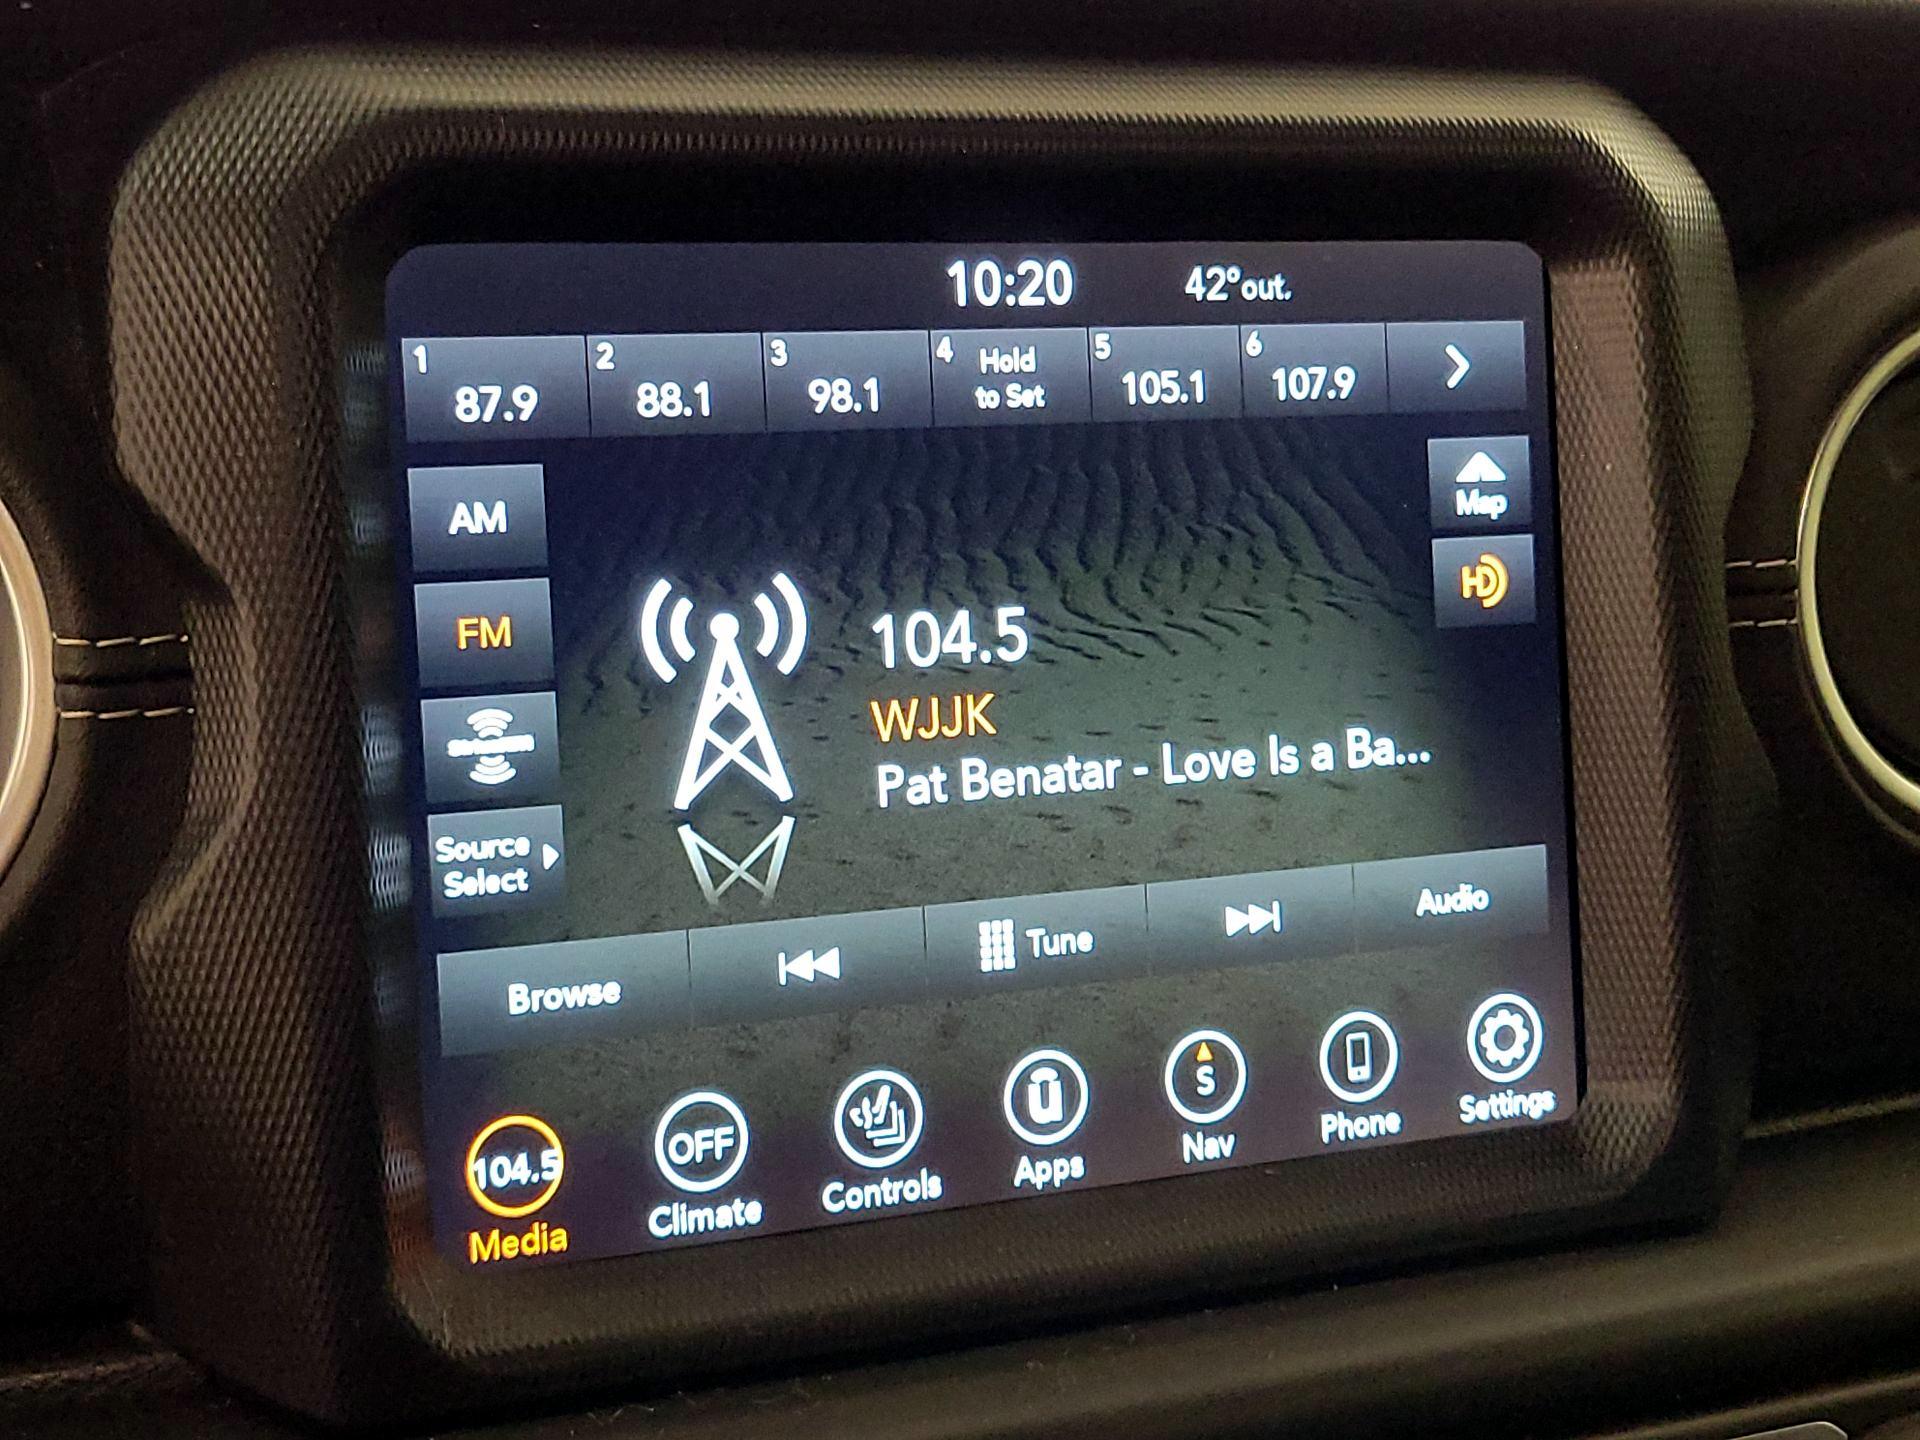 10:20 42°out.
1 87.9 2 88.1 3 98.1 4 Hold to Set 5 105.1 6 107.9
AM
Map
FM
HD
104.5
WJJK
Pat Benatar - Love Is a Ba...
Source
Select
Browse Tune Audio
104.5 OFF u S
Media Climate Controls Apps Nav Phone Settings